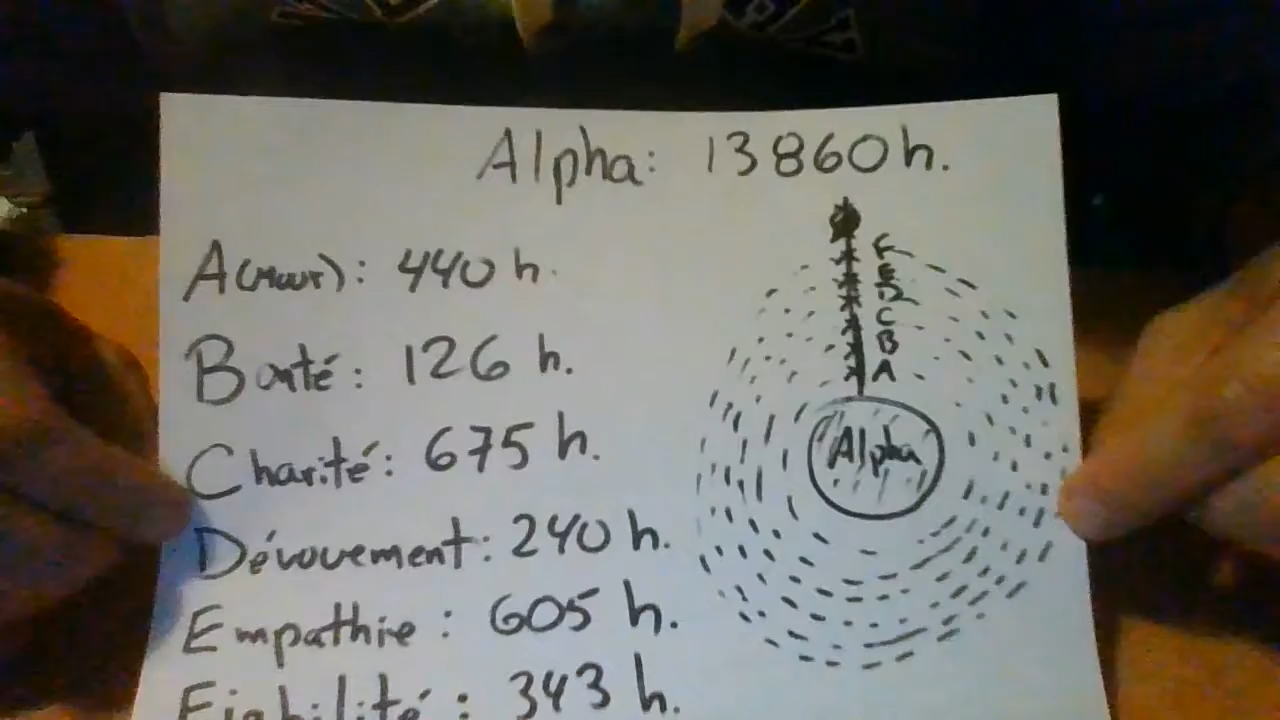 Alpha: 13860 h.
A(mour): 440 h.
Bonté: 126 h.
Charité: 675 h.
Dévouement: 240 h.
Empathie: 605 h.
Fiabilité: 343 h.
F
E
D
C
B
A
Alpha